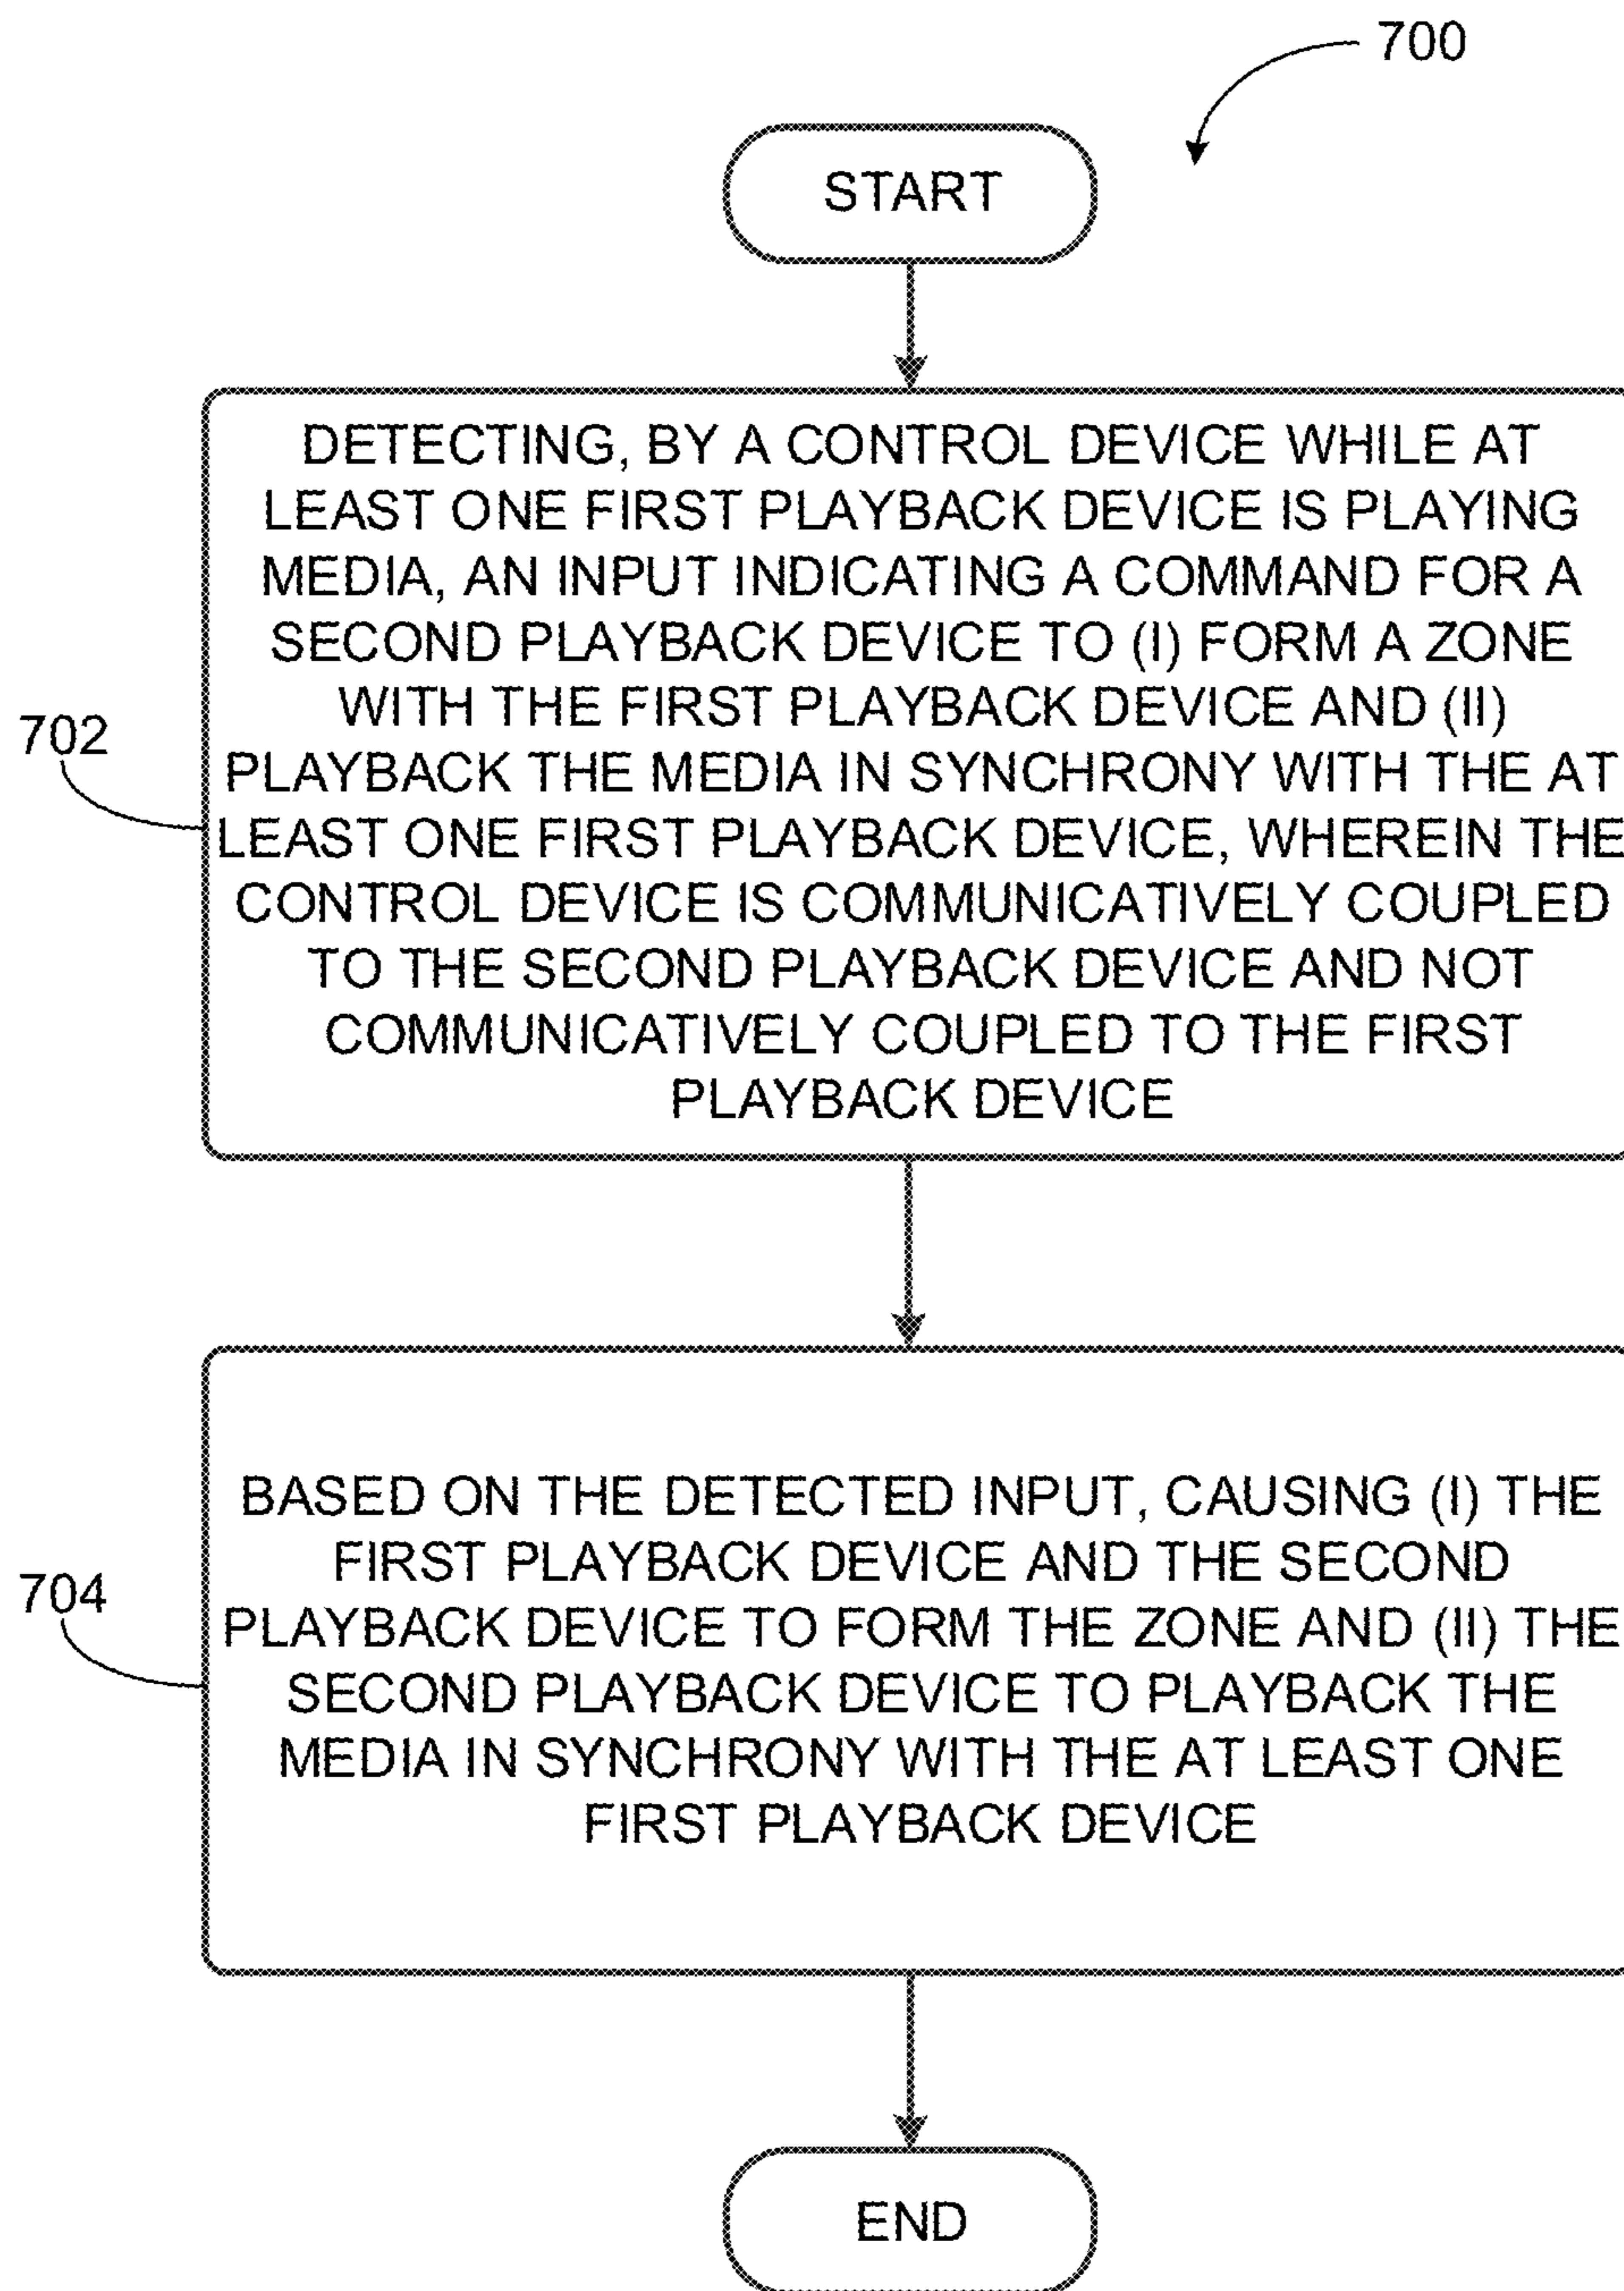 700
START
DETECTING, BY A CONTROL DEVICE WHILE AT
LEAST ONE FIRST PLAYBACK DEVICE IS PLAYING
MEDIA, AN INPUT INDICATING A COMMAND FOR A
SECOND PLAYBACK DEVICE TO (I) FORM A ZONE
WITH THE FIRST PLAYBACK DEVICE AND (II)
PLAYBACK THE MEDIA IN SYNCHRONY WITH THE AT
LEAST ONE FIRST PLAYBACK DEVICE, WHEREIN THE
CONTROL DEVICE IS COMMUNICATIVELY COUPLED
TO THE SECOND PLAYBACK DEVICE AND NOT
COMMUNICATIVELY COUPLED TO THE FIRST
PLAYBACK DEVICE
702
BASED ON THE DETECTED INPUT, CAUSING (I) THE
FIRST PLAYBACK DEVICE AND THE SECOND
PLAYBACK DEVICE TO FORM THE ZONE AND (II) THE
SECOND PLAYBACK DEVICE TO PLAYBACK THE
MEDIA IN SYNCHRONY WITH THE AT LEAST ONE
FIRST PLAYBACK DEVICE
704
END